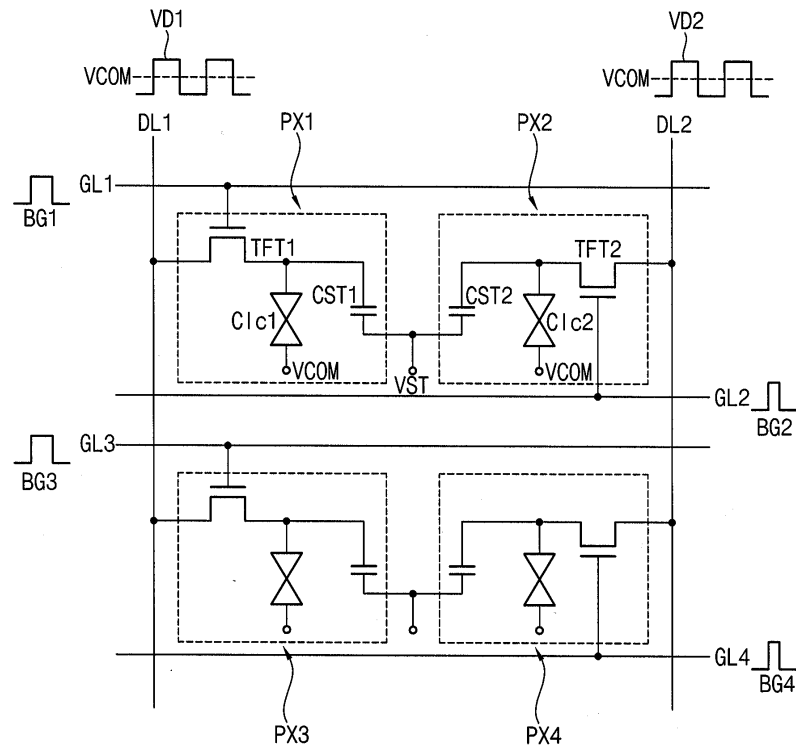 VD1
VD2
VCOM
VCOM
DL1
PX1
PX2
DL2
GL1
BG1
TFT1
TFT2
CST1
CST2
Clc1
Clc2
VCOM
VST
VCOM
GL2
BG2
GL3
BG3
GL4
BG4
PX3
PX4